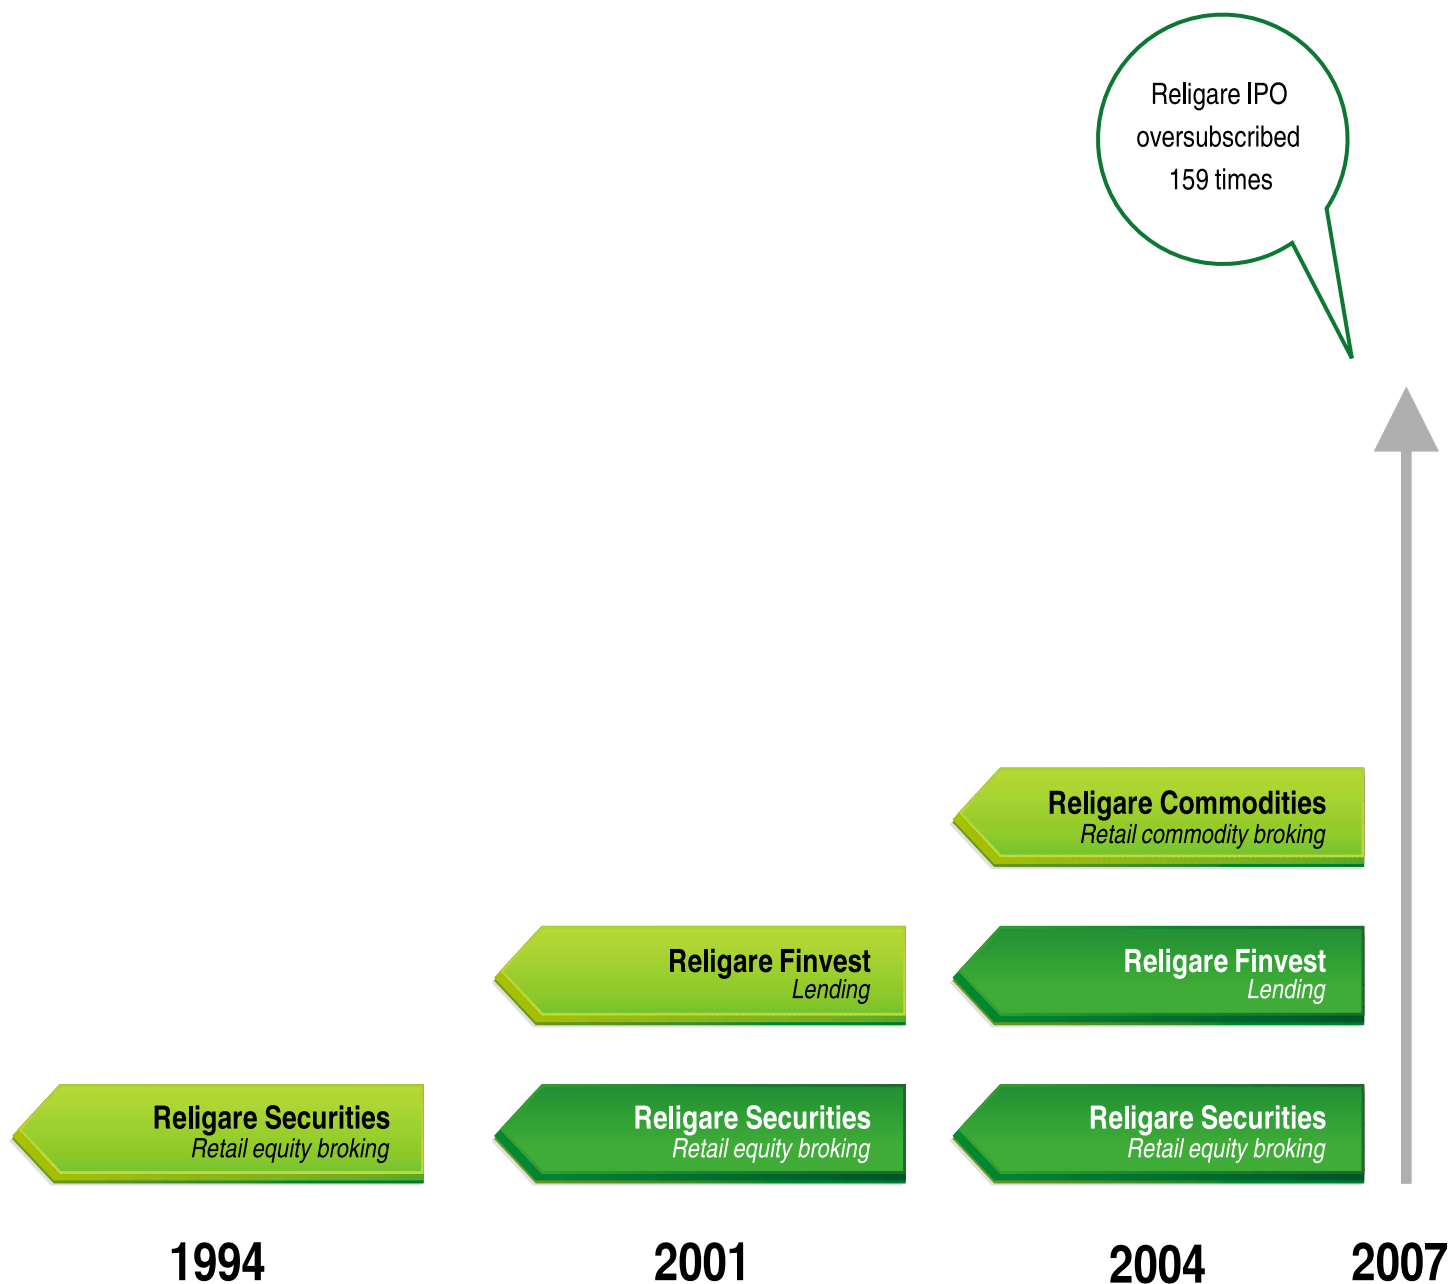 Religare IPO
oversubscribed
159 times
Religare Commodities
Retail commodity broking
Religare Finvest
Lending
Religare Finvest
Lending
Religare Securities
Retail equity broking
Religare Securities
Retail equity broking
Religare Securities
Retail equity broking
1994
2001
2004
2007